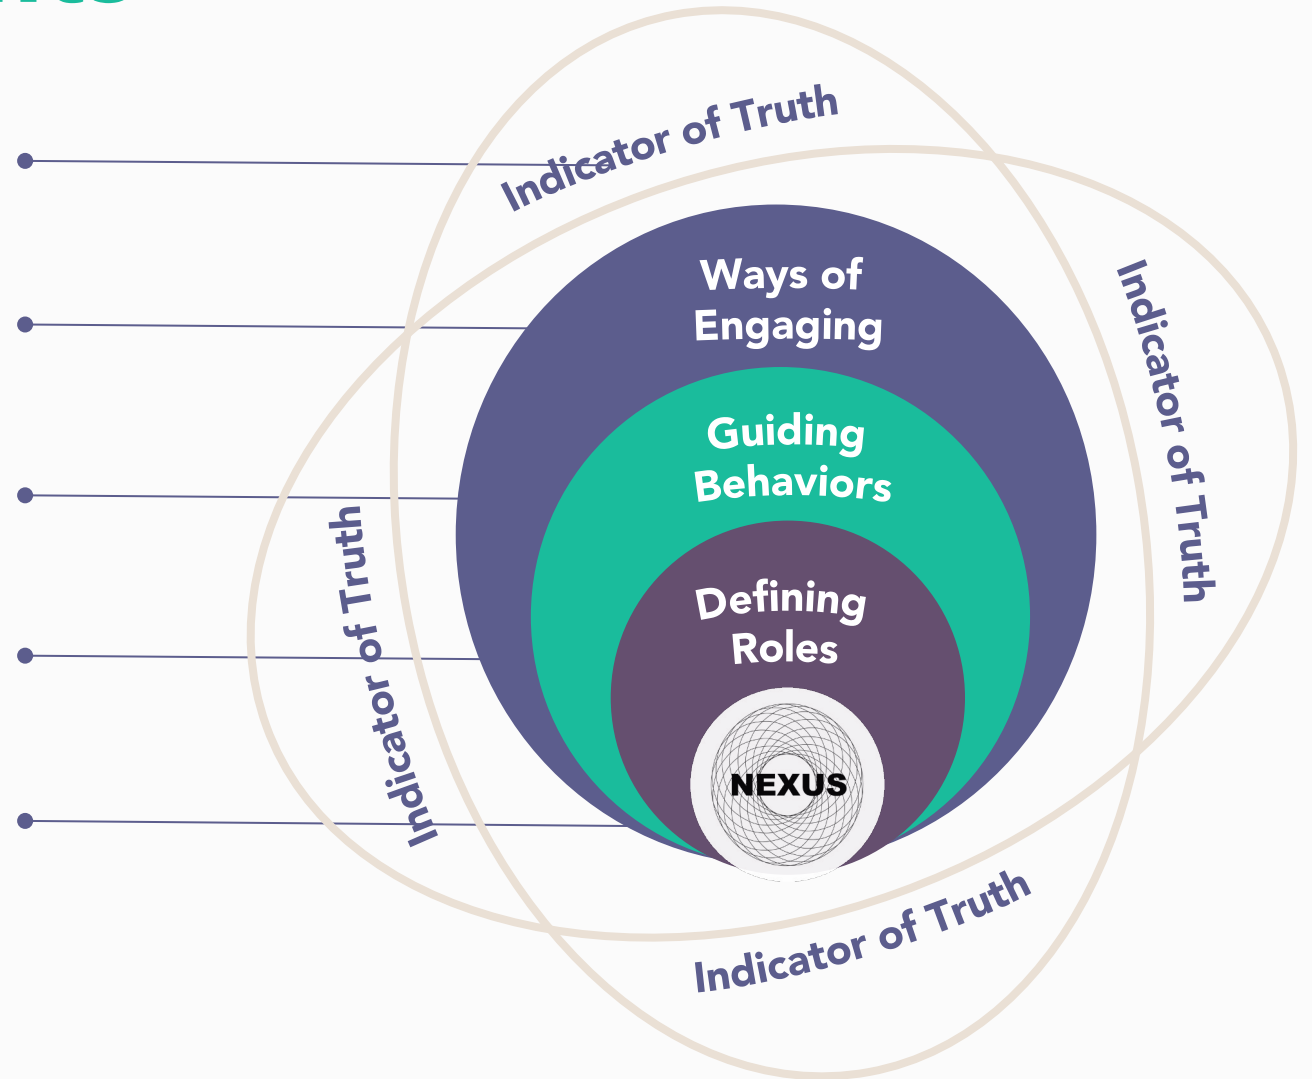 Indicator of Truth
Ways of
Engaging
Indicator of Truth
Guiding
Behaviors
Indicator of Truth
Defining
Roles
NEXUS
Indicator of Truth